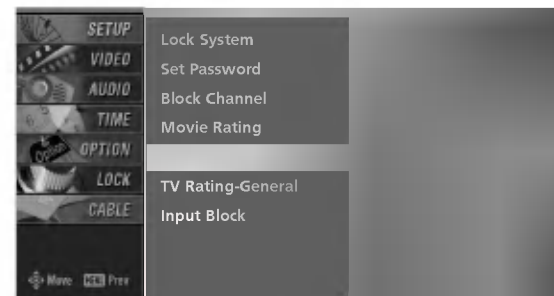 SETUP
VIDEO
AUDIO
TIME
OPTION
LOCK
CABLE
Move MENU Prev
Lock System
Set Password
Block Channel
Movie Rating
TV Rating-General
Input Block